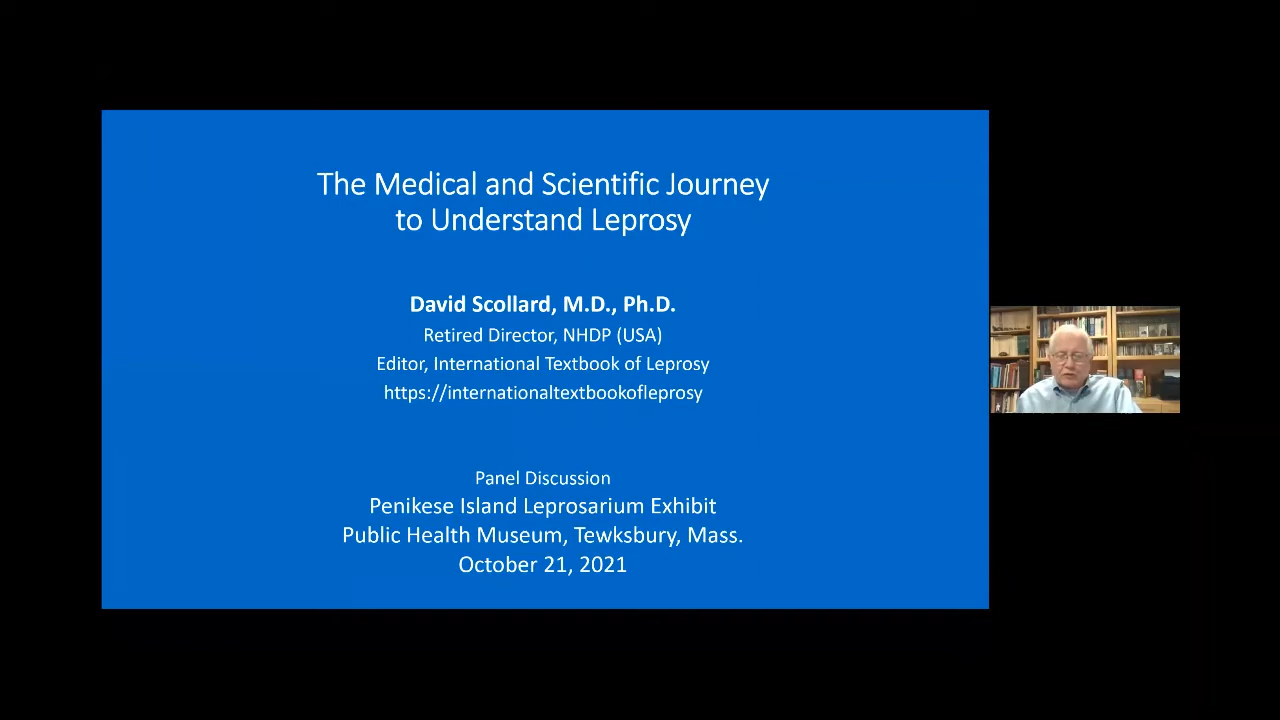 The Medical and Scientific Journey
to Understand Leprosy
David Scollard, M.D., Ph.D.
Retired Director, NHDP (USA)
Editor, International Textbook of Leprosy
https://internationaltextbookofleprosy
Panel Discussion
Penikese Island Leprosarium Exhibit
Public Health Museum, Tewksbury, Mass.
October 21, 2021